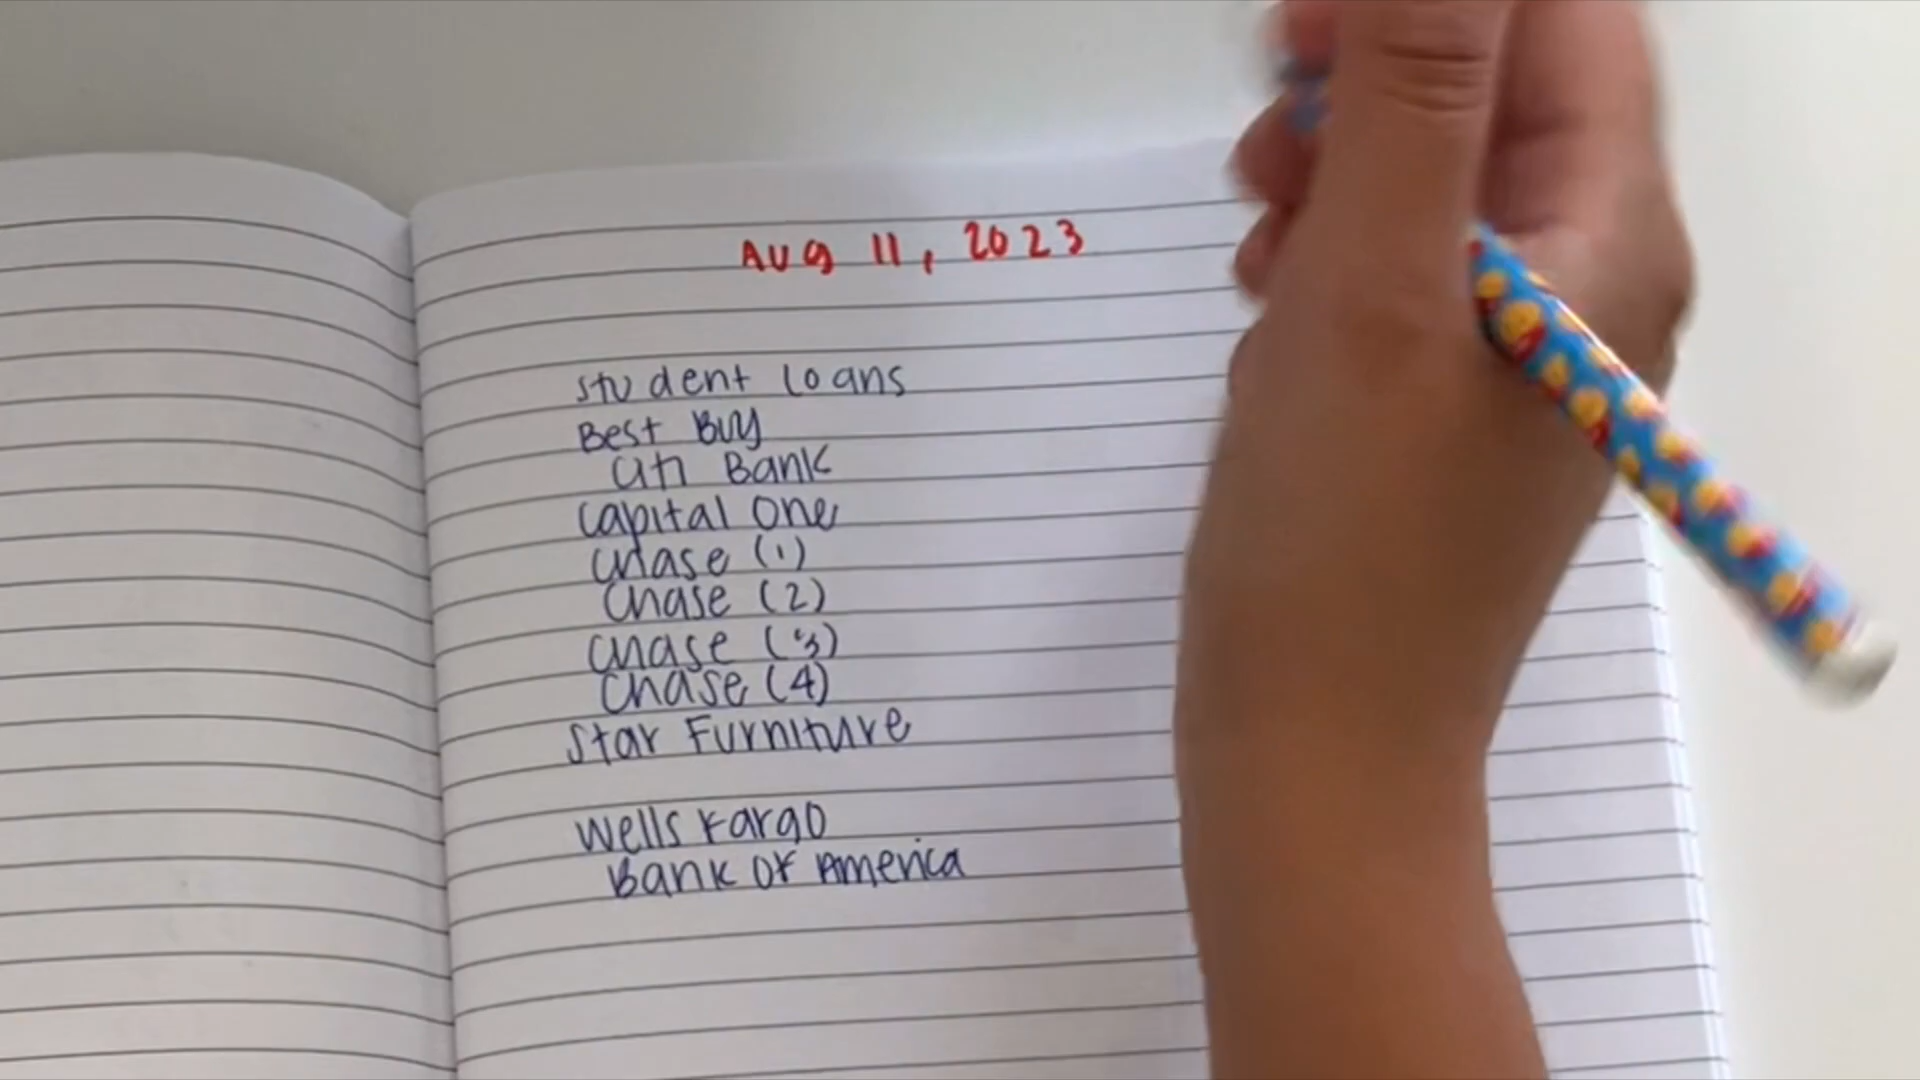 Aug 11, 2023
Student Loans
Best Buy
Citi Bank
Capital One
Chase (1)
Chase (2)
Chase (3)
Chase (4)
Star Furniture
Wells Fargo
Bank of America